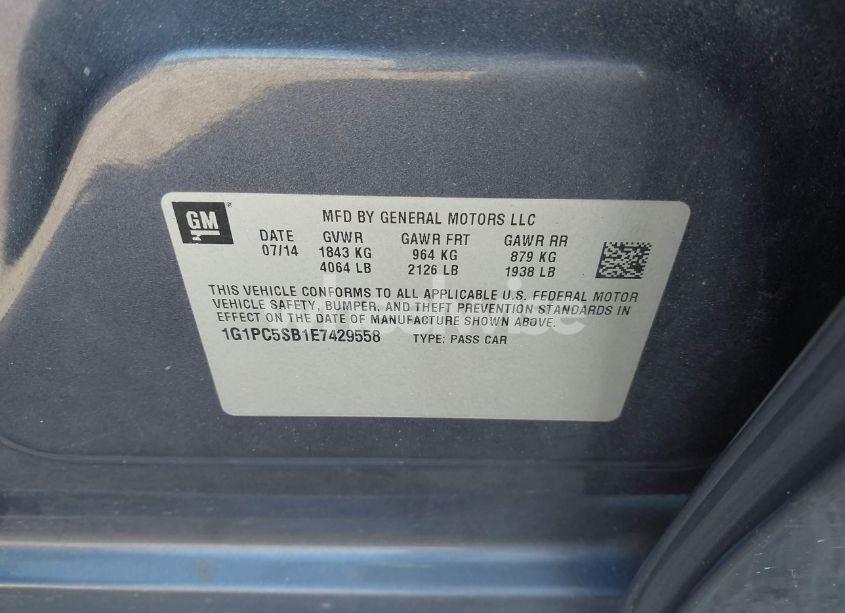 GM
MFD BY GENERAL MOTORS LLC
DATE GVWR GAWR FRT GAWR RR
07/14 1843 KG 964 KG 879 KG
4064 LB 2126 LB 1938 LB
THIS VEHICLE CONFORMS TO ALL APPLICABLE U.S. FEDERAL MOTOR
VEHICLE SAFETY, BUMPER, AND THEFT PREVENTION STANDARDS IN
EFFECT ON THE DATE OF MANUFACTURE SHOWN ABOVE.
1G1PC5SB1E7429558 TYPE: PASS CAR